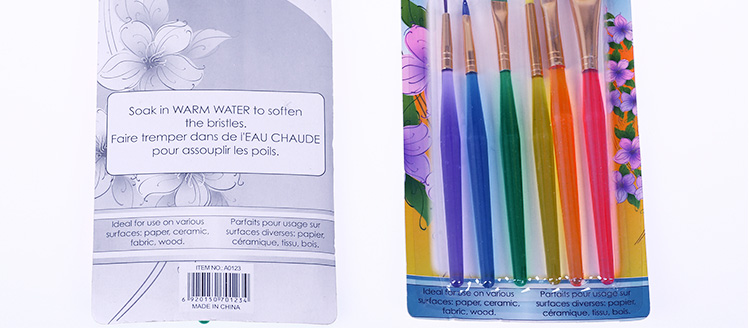 Soak in WARM WATER to soften
the bristles.
Faire tremper dans de l'EAU CHAUDE
pour assouplir les poils.
Ideal for use on various
surfaces: paper, ceramic,
fabric, wood.
Parfaits pour usage sur
surfaces diverses: papier,
céramique, tissu, bois.
ITEM NO.: A0123
6 920150 701234
MADE IN CHINA
Ideal for use on various
surfaces: paper, ceramic,
fabric, wood.
Parfaits pour usage sur
surfaces diverses: papier,
céramique, tissu, bois.